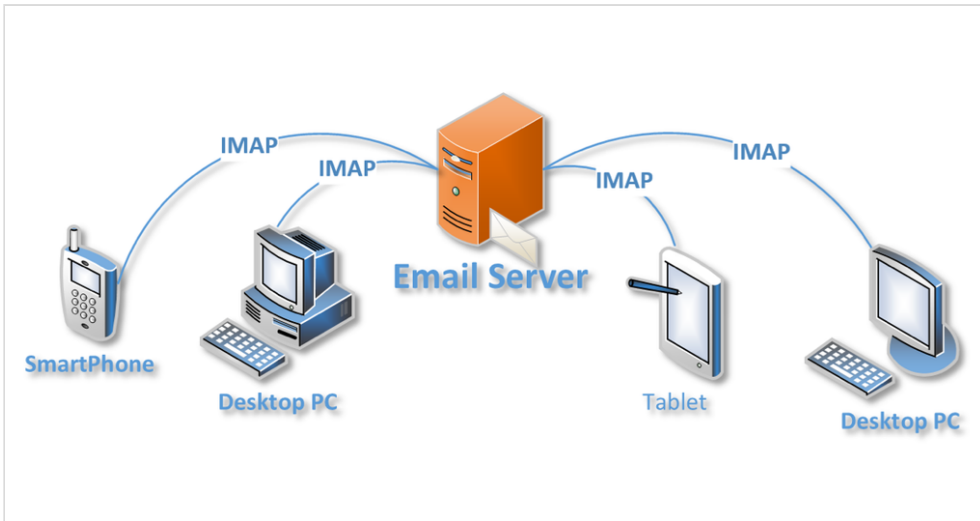 IMAP
IMAP
IMAP
IMAP
Email Server
SmartPhone
Desktop PC
Tablet
Desktop PC